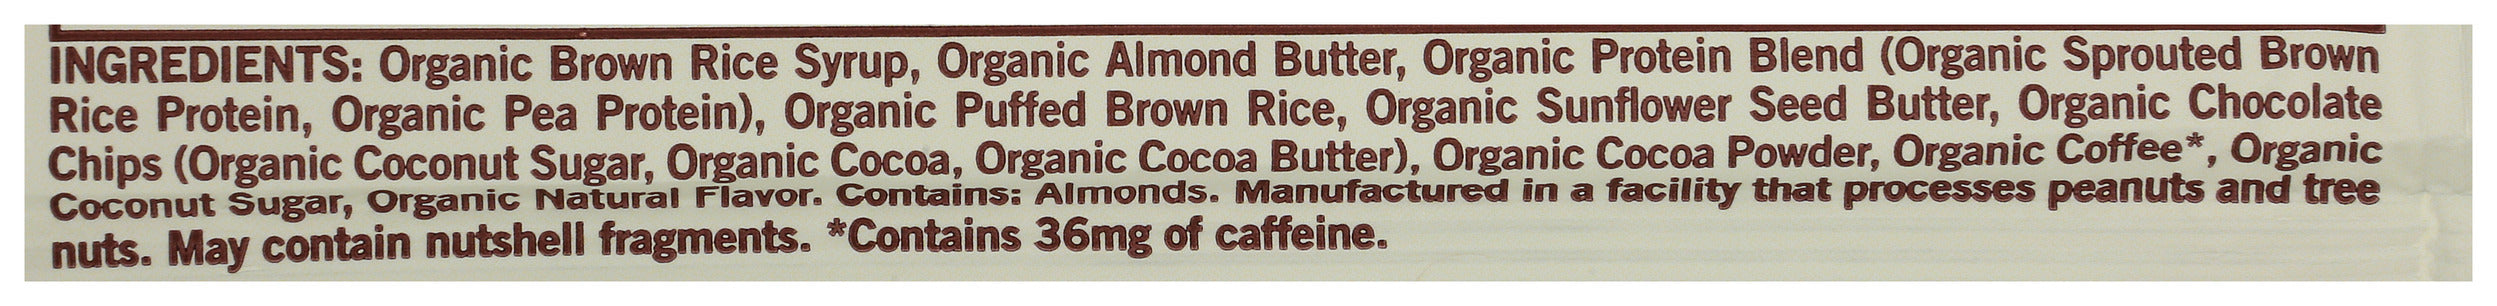 INGREDIENTS: Organic Brown Rice Syrup, Organic Almond Butter, Organic Protein Blend (Organic Sprouted Brown
Rice Protein, Organic Pea Protein), Organic Puffed Brown Rice, Organic Sunflower Seed Butter, Organic Chocolate
Chips (Organic Coconut Sugar, Organic Cocoa, Organic Cocoa Butter), Organic Cocoa Powder, Organic Coffee*, Organic
Coconut Sugar, Organic Natural Flavor. Contains: Almonds. Manufactured in a facility that processes peanuts and tree
nuts. May contain nutshell fragments. *Contains 36mg of caffeine.